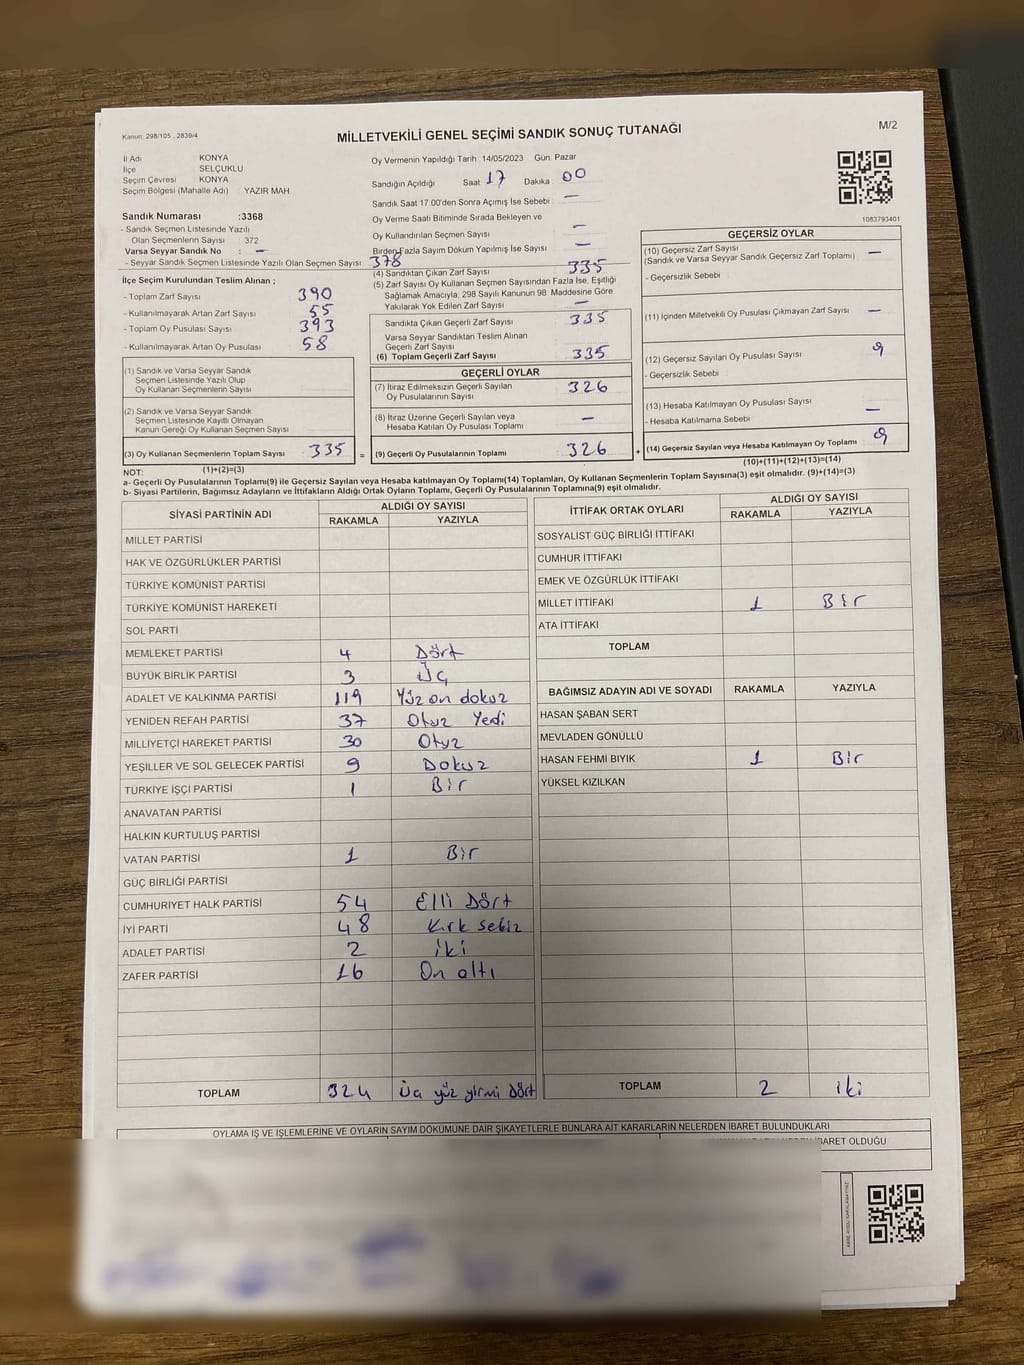 Kanun: 298/105 , 2839/4
MİLLETVEKİLİ GENEL SEÇİMİ SANDIK SONUÇ TUTANAĞI
M/2
İl Adı KONYA
İlçe SELÇUKLU
Seçim Çevresi KONYA
Seçim Bölgesi (Mahalle Adı) YAZIR MAH.
Sandık Numarası :3368
- Sandık Seçmen Listesinde Yazılı
Olan Seçmenlerin Sayısı 372
Varsa Seyyar Sandık No : —
- Seyyar Sandık Seçmen Listesinde Yazılı Olan Seçmen Sayısı 378
Oy Vermenin Yapıldığı Tarih 14/05/2023 Gün: Pazar
Sandığın Açıldığı Saat 17 Dakika 00
Sandık Saat 17:00'den Sonra Açımış İse Sebebi —
Oy Verme Saati Bitiminde Sırada Bekleyen ve
Oy Kullandırılan Seçmen Sayısı —
Birden Fazla Sayım Döküm Yapılmış İse Sayısı —
1083793401
İlçe Seçim Kurulundan Teslim Alınan ;
- Toplam Zarf Sayısı 390
- Kullanılmayarak Artan Zarf Sayısı 55
- Toplam Oy Pusulası Sayısı 393
- Kullanılmayarak Artan Oy Pusulası 58
(1) Sandık ve Varsa Seyyar Sandık
Seçmen Listesinde Yazılı Olup
Oy Kullanan Seçmenlerin Sayısı
(2) Sandık ve Varsa Seyyar Sandık
Seçmen Listesinde Kayıtlı Olmayan
Kanun Gereği Oy Kullanan Seçmen Sayısı
(3) Oy Kullanan Seçmenlerin Toplam Sayısı 335 =
(4) Sandıktan Çıkan Zarf Sayısı 335
(5) Zarf Sayısı Oy Kullanan Seçmen Sayısından Fazla İse, Eşitliği
Sağlamak Amacıyla; 298 Sayılı Kanunun 98. Maddesine Göre
Yakılarak Yok Edilen Zarf Sayısı —
Sandıkta Çıkan Geçerli Zarf Sayısı 335
Varsa Seyyar Sandıktan Teslim Alınan
Geçerli Zarf Sayısı
(6) Toplam Geçerli Zarf Sayısı 335
GEÇERLİ OYLAR
(7) İtiraz Edilmeksizin Geçerli Sayılan
Oy Pusulalarının Sayısı 326
(8) İtiraz Üzerine Geçerli Sayılan veya
Hesaba Katılan Oy Pusulası Toplamı —
(9) Geçerli Oy Pusulalarının Toplamı 326 +
GEÇERSİZ OYLAR
(10) Geçersiz Zarf Sayısı
(Sandık ve Varsa Seyyar Sandık Geçersiz Zarf Toplamı) —
- Geçersizlik Sebebi :
(11) İçinden Milletvekili Oy Pusulası Çıkmayan Zarf Sayısı —
(12) Geçersiz Sayılan Oy Pusulası Sayısı 9
- Geçersizlik Sebebi :
(13) Hesaba Katılmayan Oy Pusulası Sayısı
- Hesaba Katılmama Sebebi : —
(14) Geçersiz Sayılan veya Hesaba Katılmayan Oy Toplamı 9
NOT: (1)+(2)=(3)
(10)+(11)+(12)+(13)=(14)
a- Geçerli Oy Pusulalarının Toplamı(9) ile Geçersiz Sayılan veya Hesaba katılmayan Oy Toplamı(14) Toplamları, Oy Kullanan Seçmenlerin Toplam Sayısına(3) eşit olmalıdır. (9)+(14)=(3)
b- Siyasi Partilerin, Bağımsız Adayların ve İttifakların Aldığı Ortak Oyların Toplamı, Geçerli Oy Pusulalarının Toplamına(9) eşit olmalıdır.
SİYASİ PARTİNİN ADI ALDIĞI OY SAYISI
RAKAMLA YAZIYLA
MİLLET PARTİSİ
HAK VE ÖZGÜRLÜKLER PARTİSİ
TÜRKİYE KOMÜNİST PARTİSİ
TÜRKİYE KOMÜNİST HAREKETİ
SOL PARTİ
MEMLEKET PARTİSİ 4 Dört
BÜYÜK BİRLİK PARTİSİ 3 Üç
ADALET VE KALKINMA PARTİSİ 119 Yüz on dokuz
YENİDEN REFAH PARTİSİ 37 Otuz Yedi
MİLLİYETÇİ HAREKET PARTİSİ 30 Otuz
YEŞİLLER VE SOL GELECEK PARTİSİ 9 Dokuz
TÜRKİYE İŞÇİ PARTİSİ 1 Bir
ANAVATAN PARTİSİ
HALKIN KURTULUŞ PARTİSİ
VATAN PARTİSİ 1 Bir
GÜÇ BİRLİĞİ PARTİSİ
CUMHURİYET HALK PARTİSİ 54 Elli Dört
İYİ PARTİ 48 Kırk sekiz
ADALET PARTİSİ 2 iki
ZAFER PARTİSİ 16 On altı
TOPLAM 324 Üç yüz yirmi Dört
İTTİFAK ORTAK OYLARI ALDIĞI OY SAYISI
RAKAMLA YAZIYLA
SOSYALİST GÜÇ BİRLİĞİ İTTİFAKI
CUMHUR İTTİFAKI
EMEK VE ÖZGÜRLÜK İTTİFAKI
MİLLET İTTİFAKI 1 Bir
ATA İTTİFAKI
TOPLAM
BAĞIMSIZ ADAYIN ADI VE SOYADI RAKAMLA YAZIYLA
HASAN ŞABAN SERT
MEVLADEN GÖNÜLLÜ
HASAN FEHMI BIYIK 1 Bir
YÜKSEL KIZILKAN
TOPLAM 2 iki
OYLAMA İŞ VE İŞLEMLERİNE VE OYLARIN SAYIM DÖKÜMÜNE DAİR ŞİKAYETLERLE BUNLARA AİT KARARLARIN NELERDEN İBARET BULUNDUKLARI
İBARET OLDUĞU